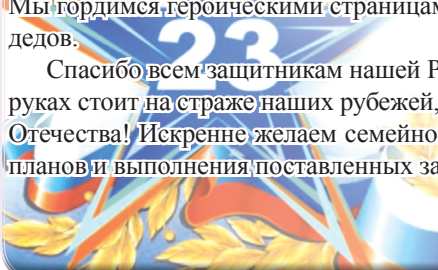 Мы гордимся героическими страницам
дедов.
23
Спасибо всем защитникам нашей Р
руках стоит на страже наших рубежей,
Отечества! Искренне желаем семейно
планов и выполнения поставленных за